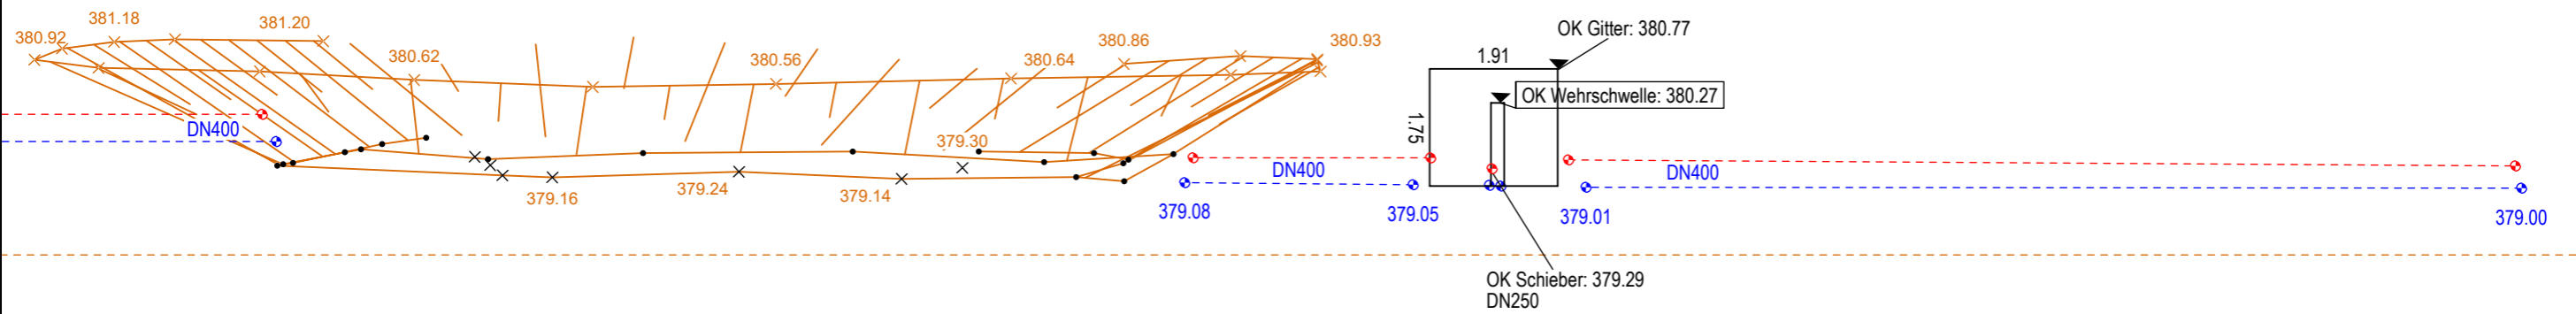 381.18
381.20
380.92
380.62
380.56
380.64
380.86
380.93
OK Gitter: 380.77
1.91
OK Wehrschwelle: 380.27
1.75
DN400
379.30
DN400
DN400
379.16
379.24
379.14
379.08
379.05
379.01
379.00
OK Schieber: 379.29
DN250